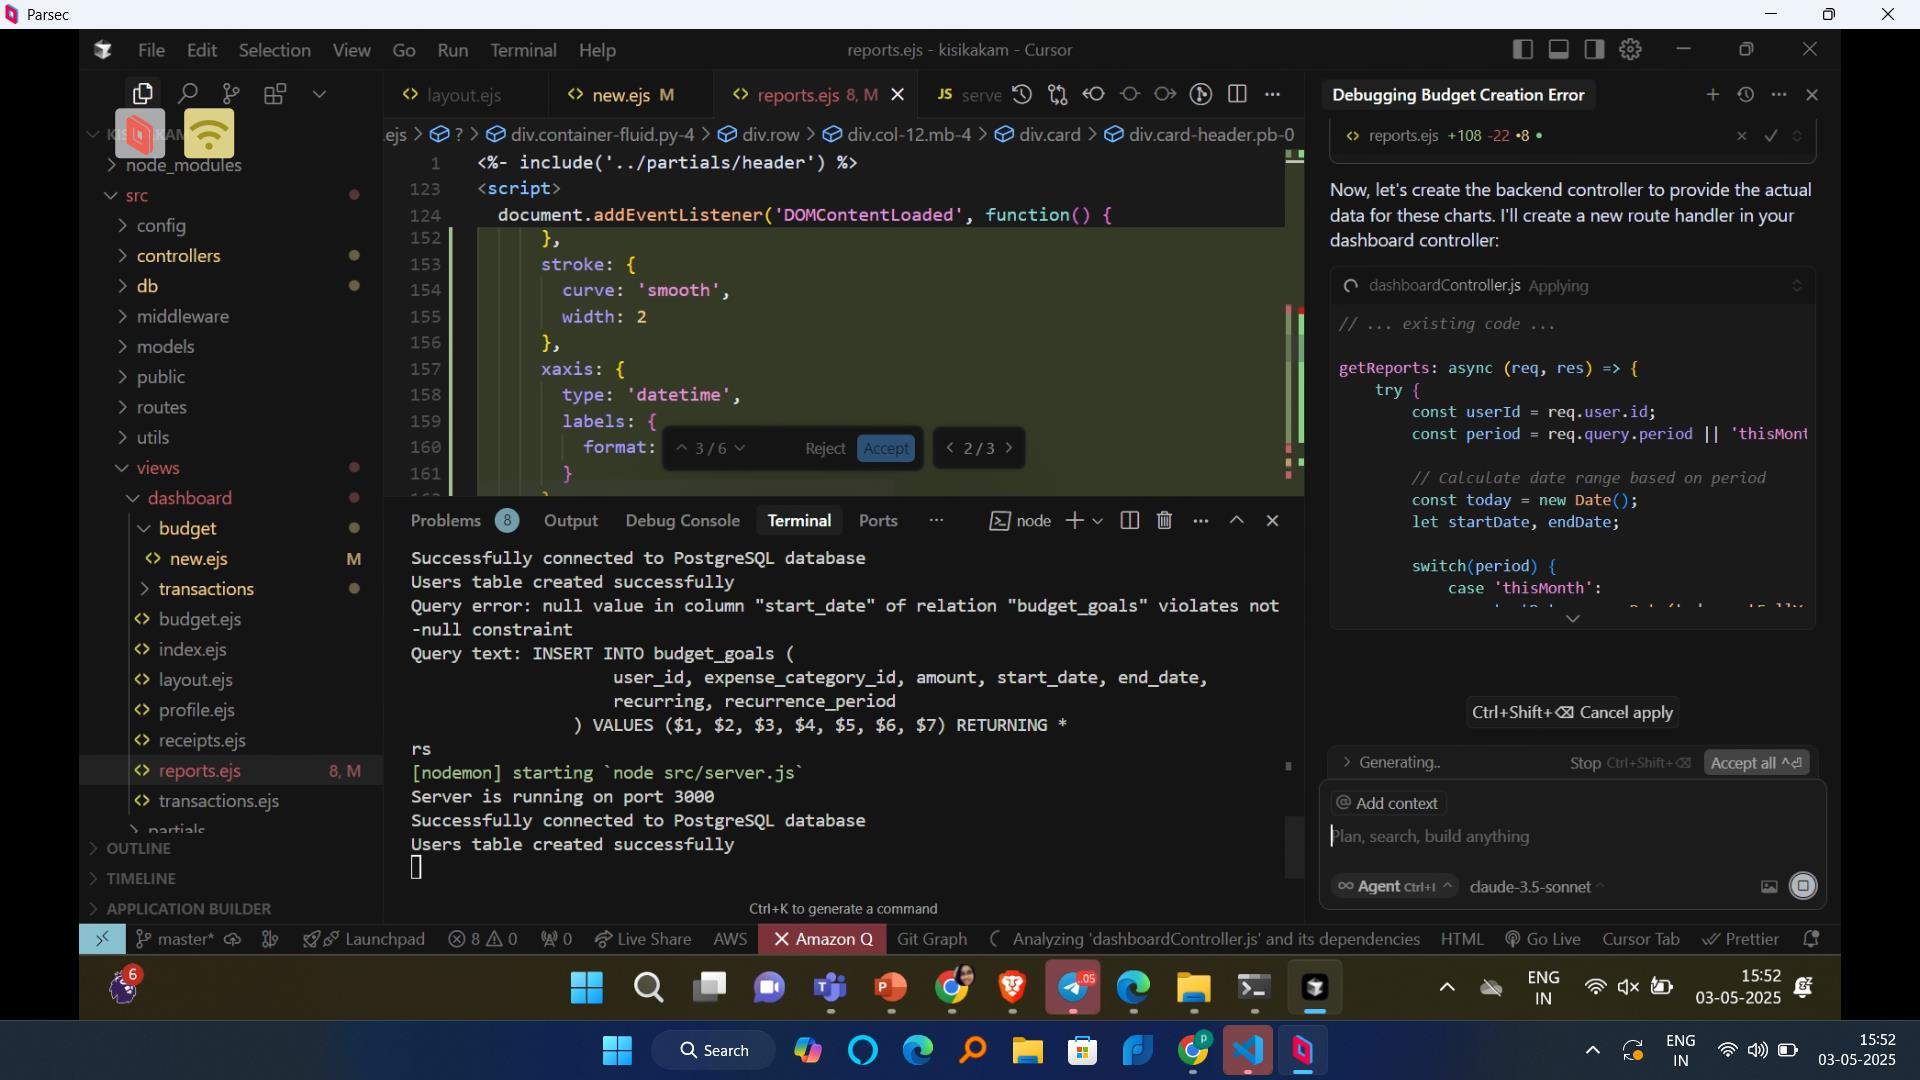 Parsec
File Edit Selection View Go Run Terminal Help
reports.ejs - kisikakam - Cursor
layout.ejs
new.ejs M
reports.ejs 8, M
JS serve
Debugging Budget Creation Error
.ejs > ? > div.container-fluid.py-4 > div.row > div.col-12.mb-4 > div.card > div.card-header.pb-0
node_modules
src
config
controllers
db
middleware
models
public
routes
utils
views
dashboard
budget
new.ejs M
transactions
budget.ejs
index.ejs
layout.ejs
profile.ejs
receipts.ejs
reports.ejs 8, M
transactions.ejs
partials
OUTLINE
TIMELINE
APPLICATION BUILDER
1 <%- include('../partials/header') %>
123 <script>
124 document.addEventListener('DOMContentLoaded', function() {
152 },
153 stroke: {
154 curve: 'smooth',
155 width: 2
156 },
157 xaxis: {
158 type: 'datetime',
159 labels: {
160 format:
161 }
3 / 6 Reject Accept
2 / 3
Problems 8 Output Debug Console Terminal Ports ...
node
Successfully connected to PostgreSQL database
Users table created successfully
Query error: null value in column "start_date" of relation "budget_goals" violates not
-null constraint
Query text: INSERT INTO budget_goals (
user_id, expense_category_id, amount, start_date, end_date,
recurring, recurrence_period
) VALUES ($1, $2, $3, $4, $5, $6, $7) RETURNING *
rs
[nodemon] starting `node src/server.js`
Server is running on port 3000
Successfully connected to PostgreSQL database
Users table created successfully
Ctrl+K to generate a command
reports.ejs +108 -22 •8 •
Now, let's create the backend controller to provide the actual
data for these charts. I'll create a new route handler in your
dashboard controller:
dashboardController.js Applying
// ... existing code ...
getReports: async (req, res) => {
try {
const userId = req.user.id;
const period = req.query.period || 'thisMont
// Calculate date range based on period
const today = new Date();
let startDate, endDate;
switch(period) {
case 'thisMonth':
Ctrl+Shift+⌫ Cancel apply
Generating..
Stop Ctrl+Shift+⌫
Accept all ^⏎
@ Add context
Plan, search, build anything
∞ Agent Ctrl+I
claude-3.5-sonnet
master*
Launchpad
8 0
0
Live Share
AWS
Amazon Q
Git Graph
Analyzing 'dashboardController.js' and its dependencies
HTML
Go Live
Cursor Tab
Prettier
6
.05
ENG
IN
15:52
03-05-2025
Search
ENG
IN
15:52
03-05-2025